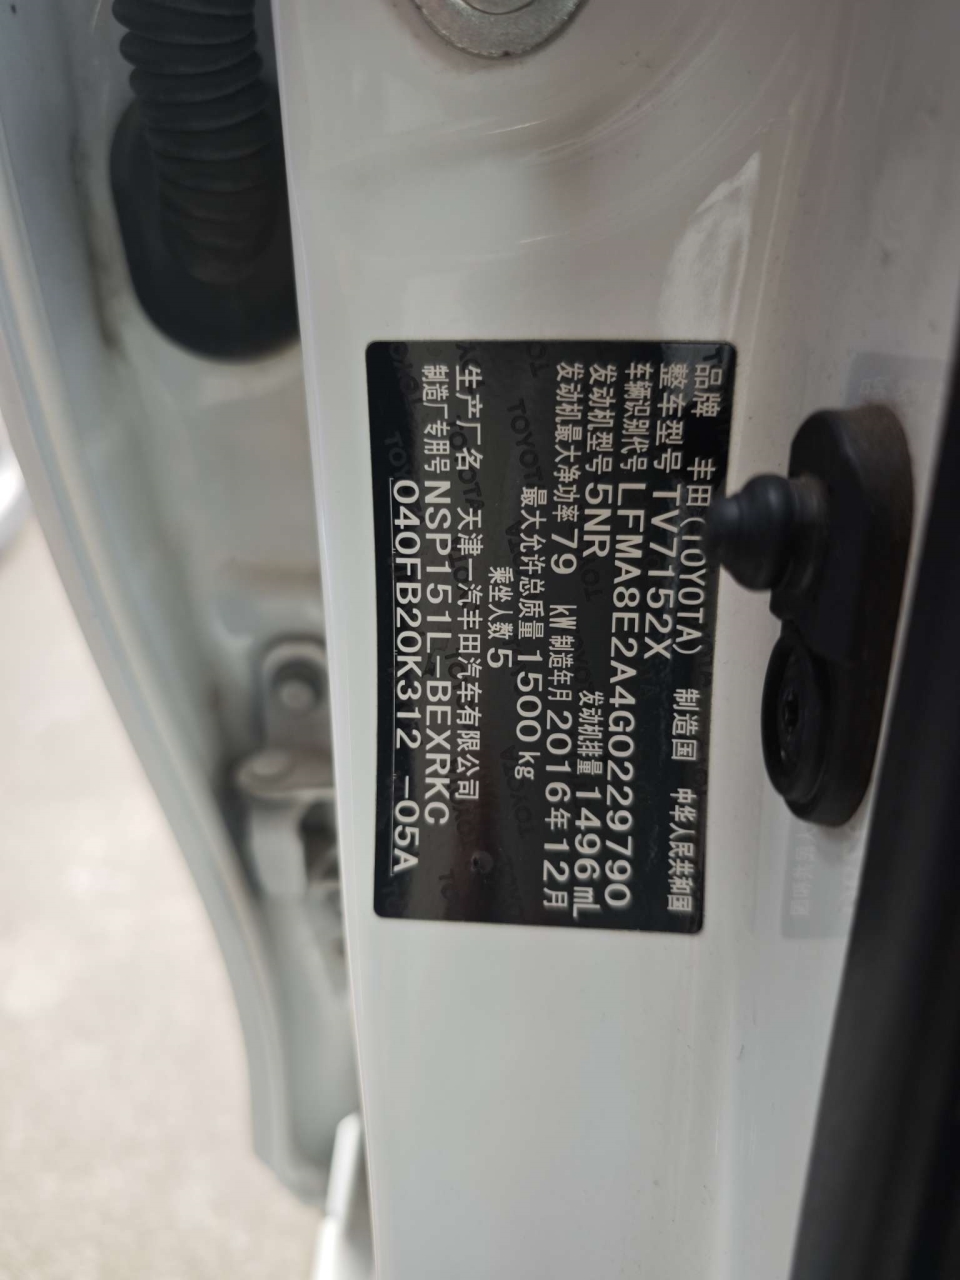 品牌 丰田(TOYOTA) 制造国 中华人民共和国
整车型号 TV7152X
车辆识别代号 LFMA8E2A4G0229790
发动机型号 5NR 发动机排量 1496mL
发动机最大净功率 79 kW 制造年月 2016年12月
最大允许总质量 1500kg
乘坐人数 5
生产厂名 天津一汽丰田汽车有限公司
制造厂专用号 NSP151L-BEXRKC
040FB20K312 -05A